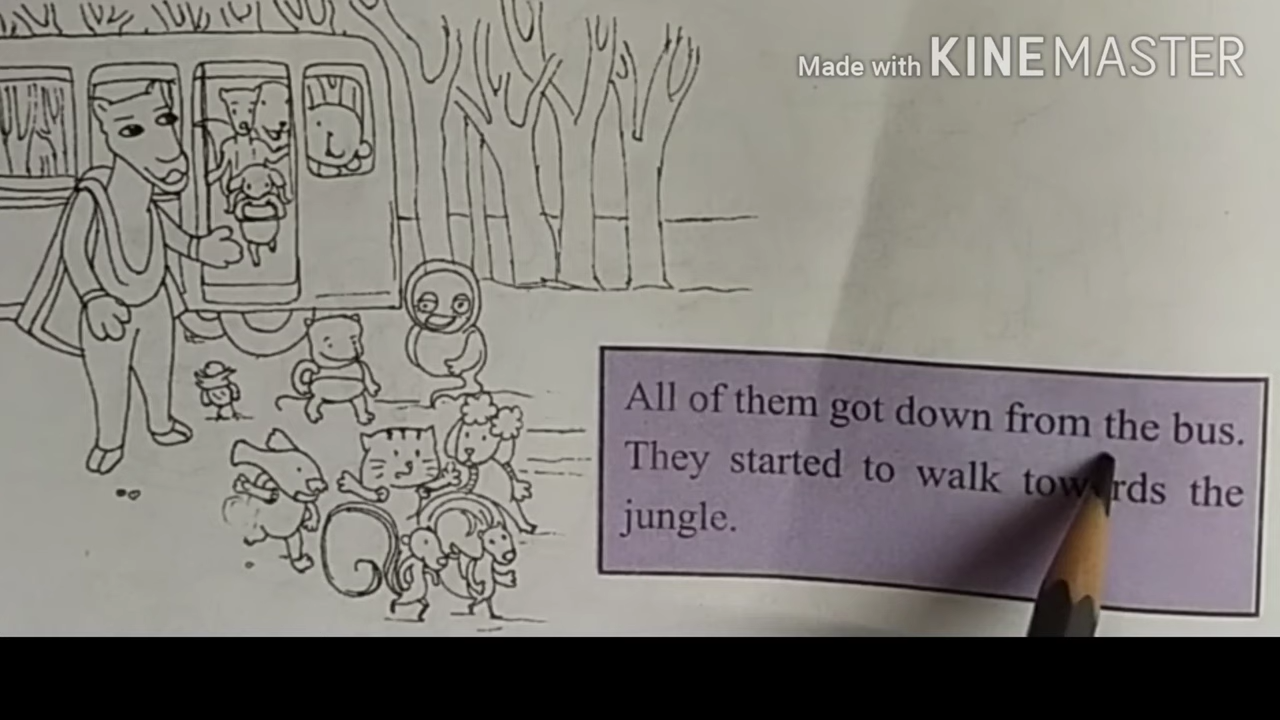 Made with KINEMASTER
All of them got down from the bus.
They started to walk towards the
jungle.